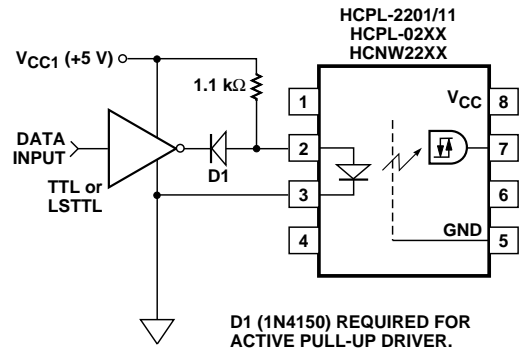 HCPL-2201/11
HCPL-02XX
HCNW22XX
VCC1 (+5 V)
1.1 kΩ
1
VCC
8
DATA
INPUT
2
7
D1
TTL or
LSTTL
3
6
4
GND
5
D1 (1N4150) REQUIRED FOR
ACTIVE PULL-UP DRIVER.